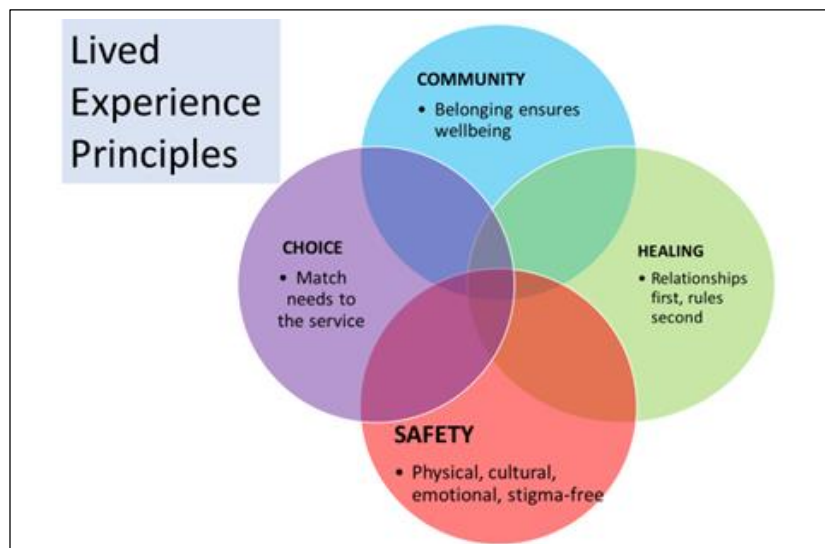 Lived
Experience
Principles
COMMUNITY
• Belonging ensures
wellbeing
CHOICE
• Match
needs to
the service
HEALING
• Relationships
first, rules
second
SAFETY
• Physical, cultural,
emotional, stigma-free